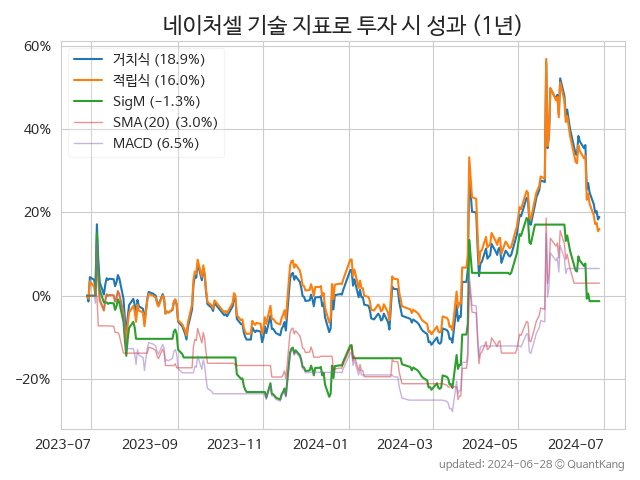 네이처셀 기술 지표로 투자 시 성과 (1년)
60%
40%
20%
0%
−20%
거치식 (18.9%)
적립식 (16.0%)
SigM (−1.3%)
SMA(20) (3.0%)
MACD (6.5%)
2023-07 2023-09 2023-11 2024-01 2024-03 2024-05 2024-07
updated: 2024-06-28 © QuantKang